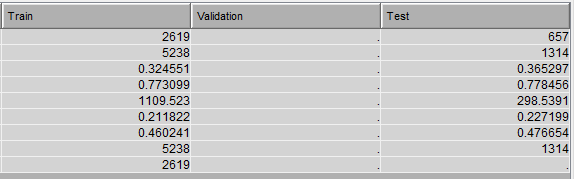 Train Validation Test
2619 . 657
5238 . 1314
0.324551 . 0.365297
0.773099 . 0.778456
1109.523 . 298.5391
0.211822 . 0.227199
0.460241 . 0.476654
5238 . 1314
2619 . .